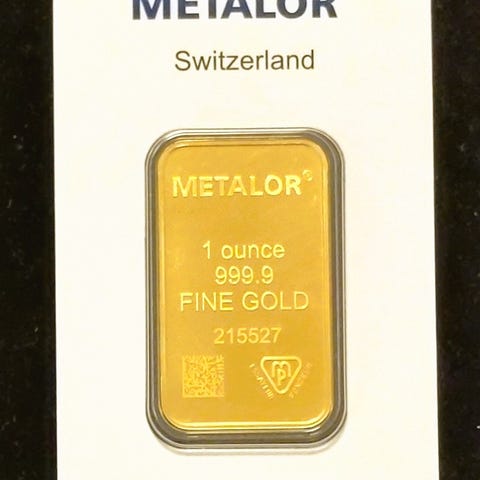 METALOR
Switzerland
METALOR®
1 ounce
999.9
FINE GOLD
215527